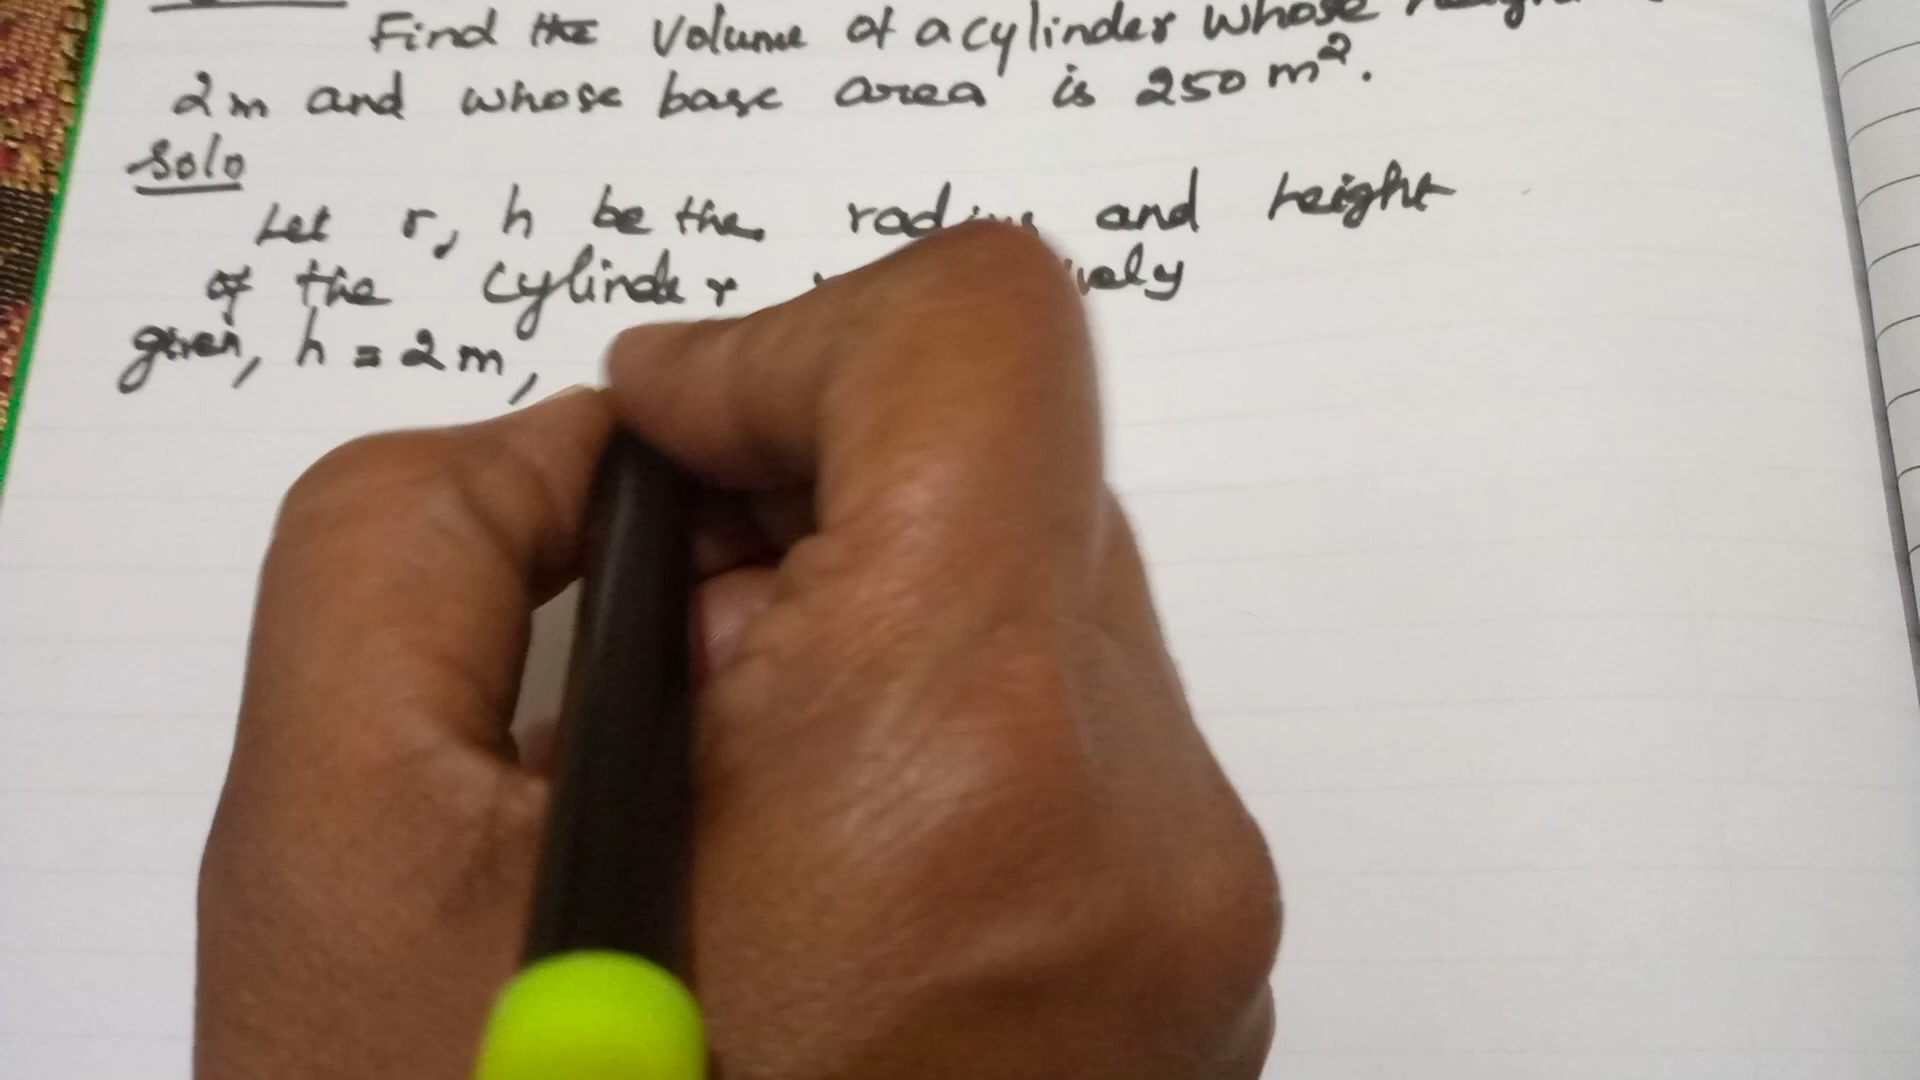 Find the Volume of a cylinder whose
2m and whose base area is 250 m².
Solo
Let r, h be the radius and height
of the cylinder
given, h = 2m,